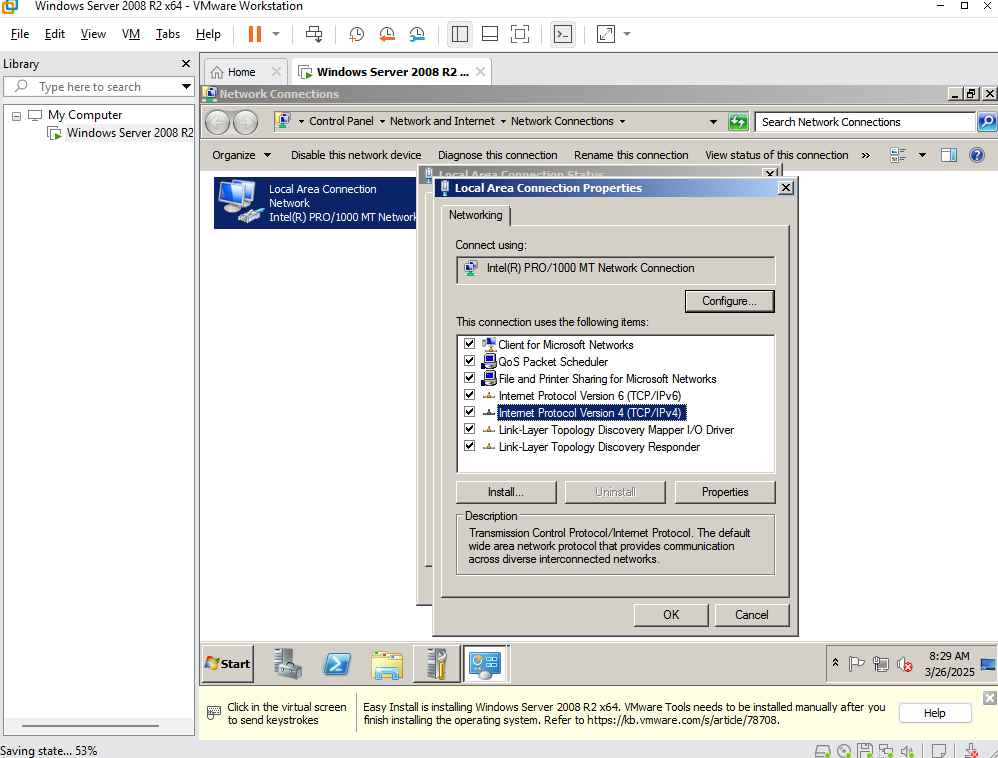 Windows Server 2008 R2 x64 - VMware Workstation
File Edit View VM Tabs Help
Library
Type here to search
My Computer
Windows Server 2008 R2
Home
Windows Server 2008 R2 ...
Network Connections
Control Panel Network and Internet Network Connections
Search Network Connections
Organize Disable this network device Diagnose this connection Rename this connection View status of this connection »
Local Area Connection
Network
Intel(R) PRO/1000 MT Network
Local Area Connection Status
Local Area Connection Properties
Networking
Connect using:
Intel(R) PRO/1000 MT Network Connection
Configure...
This connection uses the following items:
Client for Microsoft Networks
QoS Packet Scheduler
File and Printer Sharing for Microsoft Networks
Internet Protocol Version 6 (TCP/IPv6)
Internet Protocol Version 4 (TCP/IPv4)
Link-Layer Topology Discovery Mapper I/O Driver
Link-Layer Topology Discovery Responder
Install... Uninstall Properties
Description
Transmission Control Protocol/Internet Protocol. The default
wide area network protocol that provides communication
across diverse interconnected networks.
OK Cancel
Start
8:29 AM
3/26/2025
Click in the virtual screen
to send keystrokes
Easy Install is installing Windows Server 2008 R2 x64. VMware Tools needs to be installed manually after you
finish installing the operating system. Refer to https://kb.vmware.com/s/article/78708.
Help
Saving state... 53%